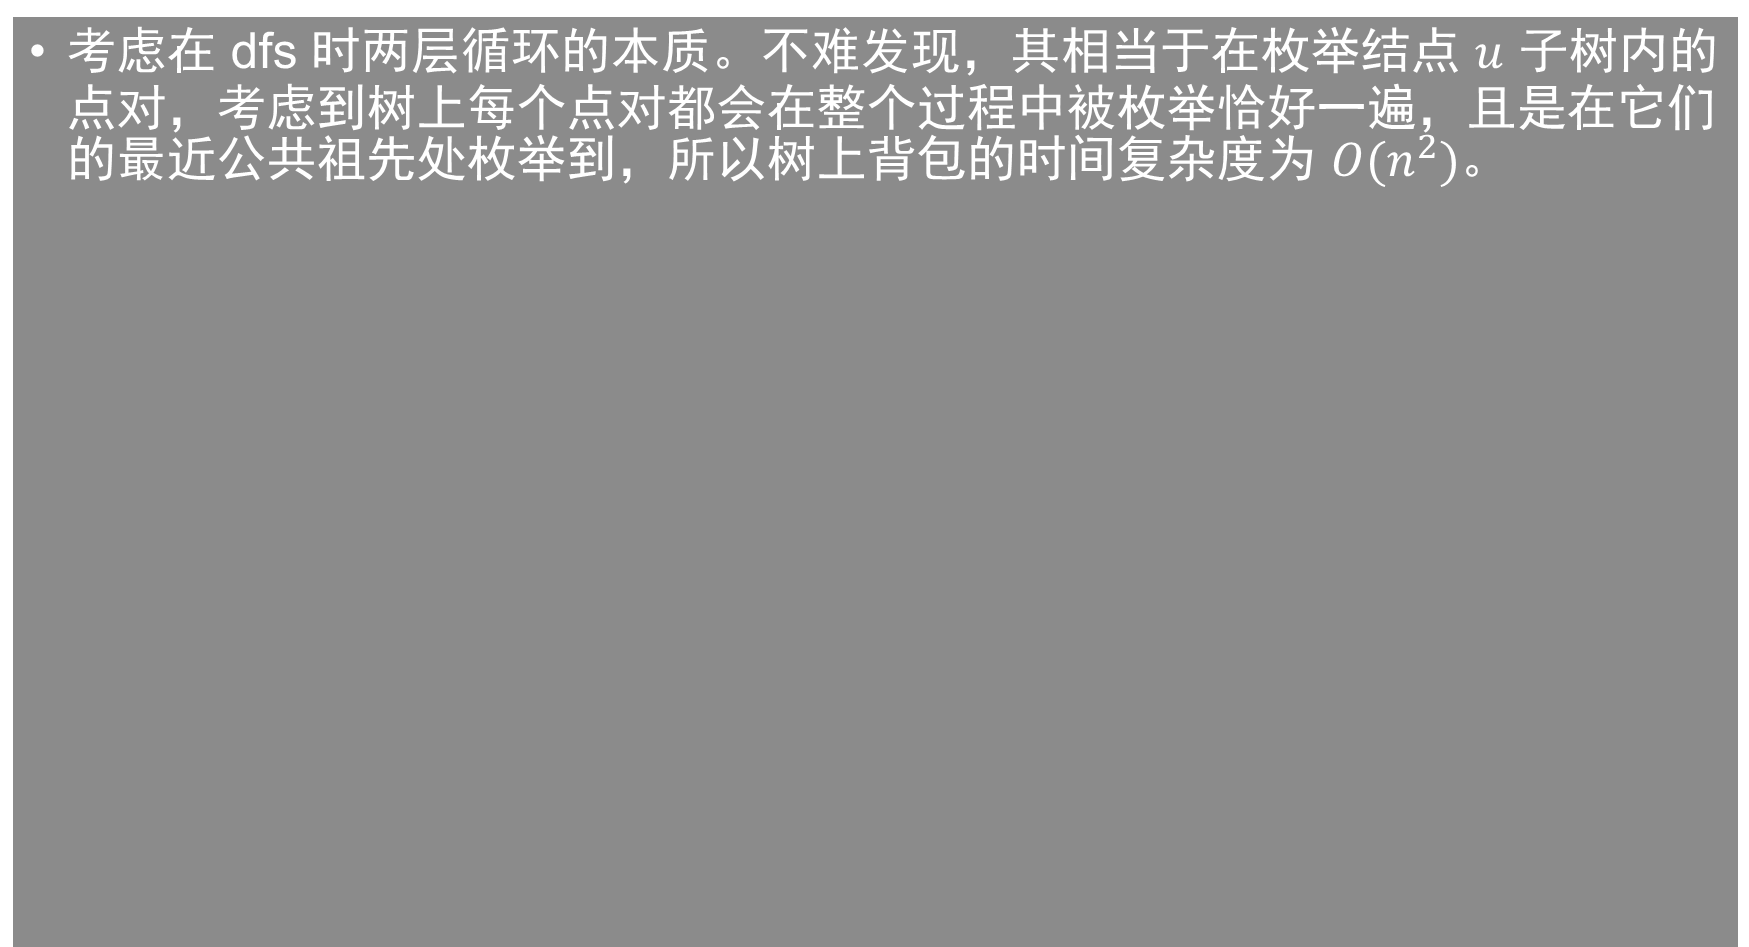 • 考虑在 dfs 时两层循环的本质。不难发现，其相当于在枚举结点 u 子树内的
点对，考虑到树上每个点对都会在整个过程中被枚举恰好一遍，且是在它们
的最近公共祖先处枚举到，所以树上背包的时间复杂度为 O(n²)。